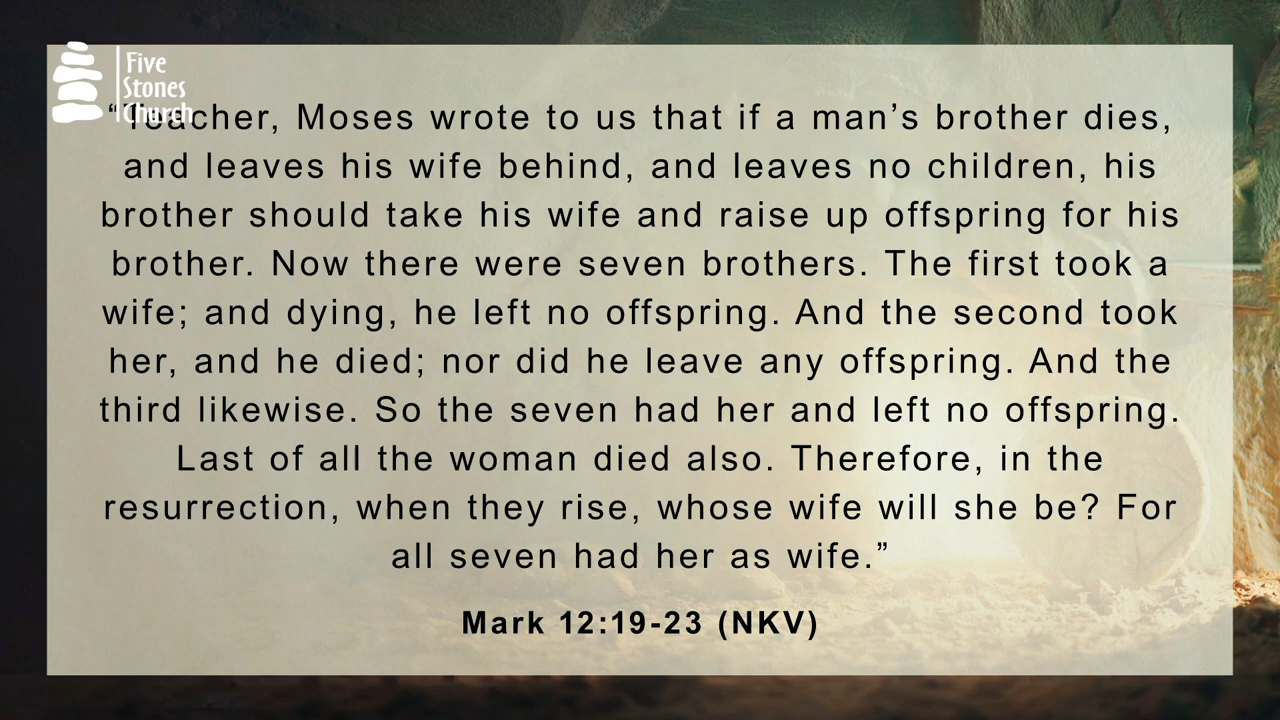 Five
Stones
Church
“Teacher, Moses wrote to us that if a man’s brother dies,
and leaves his wife behind, and leaves no children, his
brother should take his wife and raise up offspring for his
brother. Now there were seven brothers. The first took a
wife; and dying, he left no offspring. And the second took
her, and he died; nor did he leave any offspring. And the
third likewise. So the seven had her and left no offspring.
Last of all the woman died also. Therefore, in the
resurrection, when they rise, whose wife will she be? For
all seven had her as wife.”
Mark 12:19-23 (NKV)